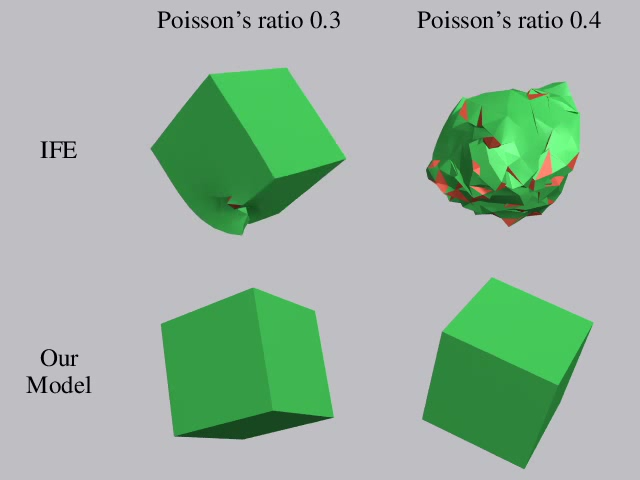 Poisson’s ratio 0.3
Poisson’s ratio 0.4
IFE
Our
Model